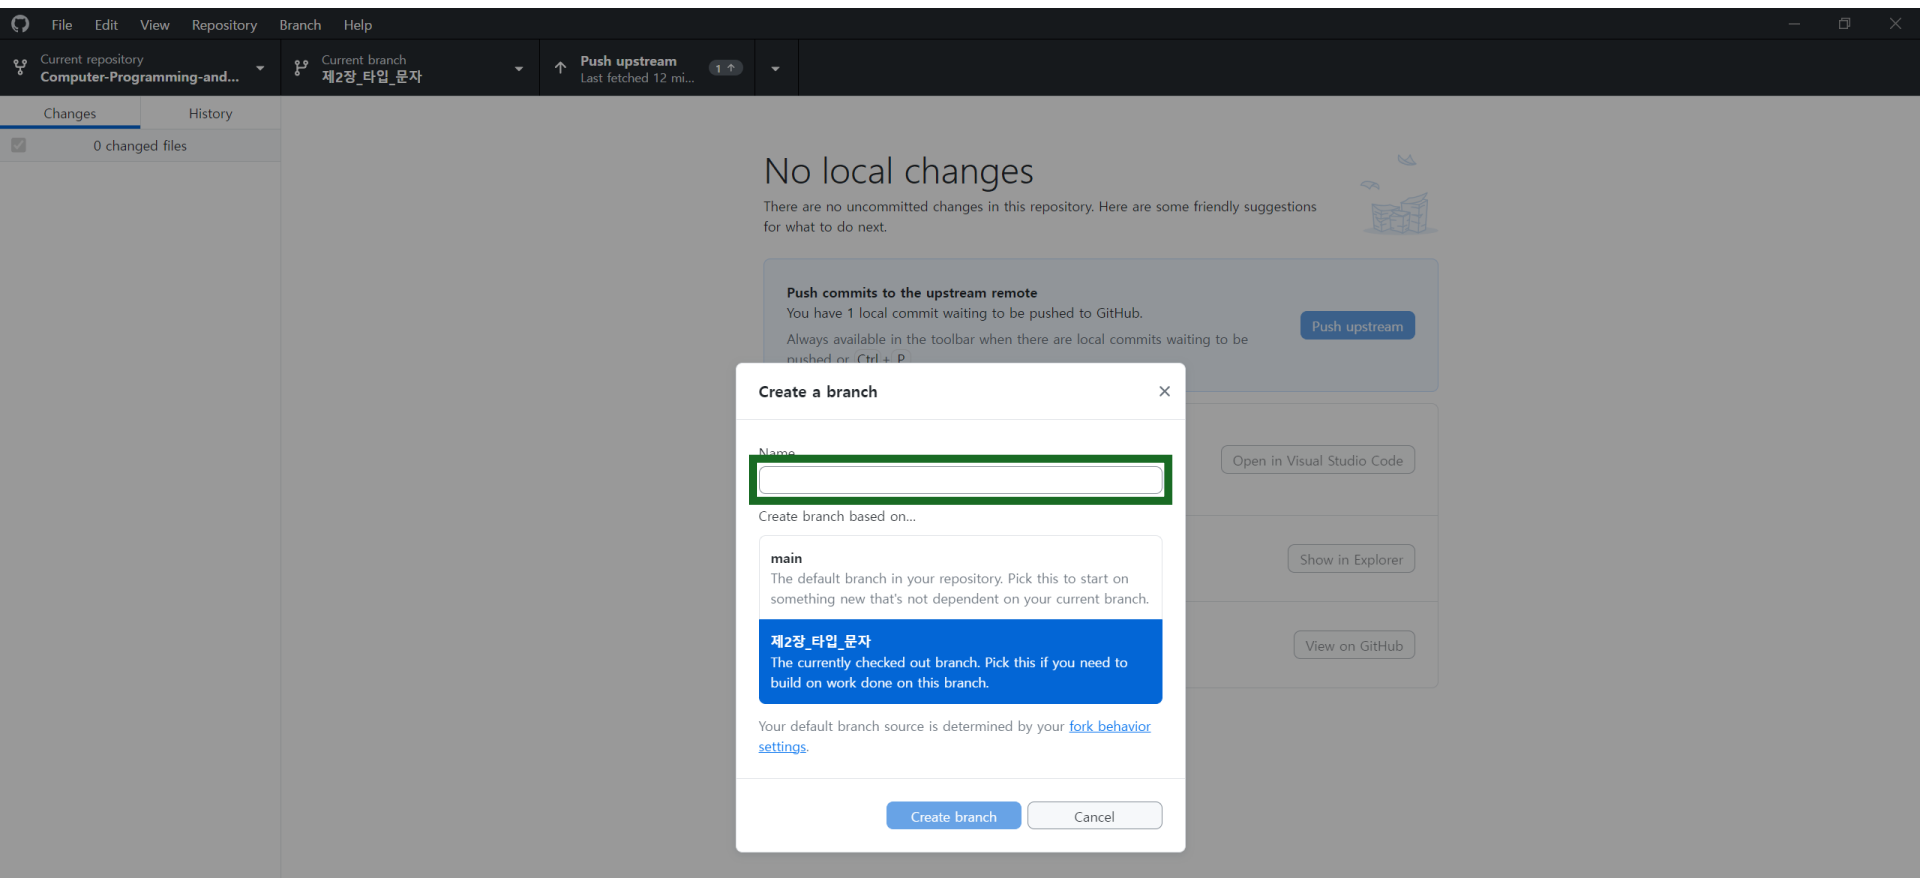 File Edit View Repository Branch Help
Current repository
Computer-Programming-and...
Current branch
제2장_타입_문자
Push upstream
Last fetched 12 mi...
1
Changes History
0 changed files
No local changes
There are no uncommitted changes in this repository. Here are some friendly suggestions
for what to do next.
Push commits to the upstream remote
You have 1 local commit waiting to be pushed to GitHub.
Always available in the toolbar when there are local commits waiting to be
pushed or Ctrl + P
Push upstream
Create a branch
Name
Create branch based on...
main
The default branch in your repository. Pick this to start on
something new that's not dependent on your current branch.
제2장_타입_문자
The currently checked out branch. Pick this if you need to
build on work done on this branch.
Your default branch source is determined by your fork behavior
settings.
Create branch Cancel
Open in Visual Studio Code
Show in Explorer
View on GitHub